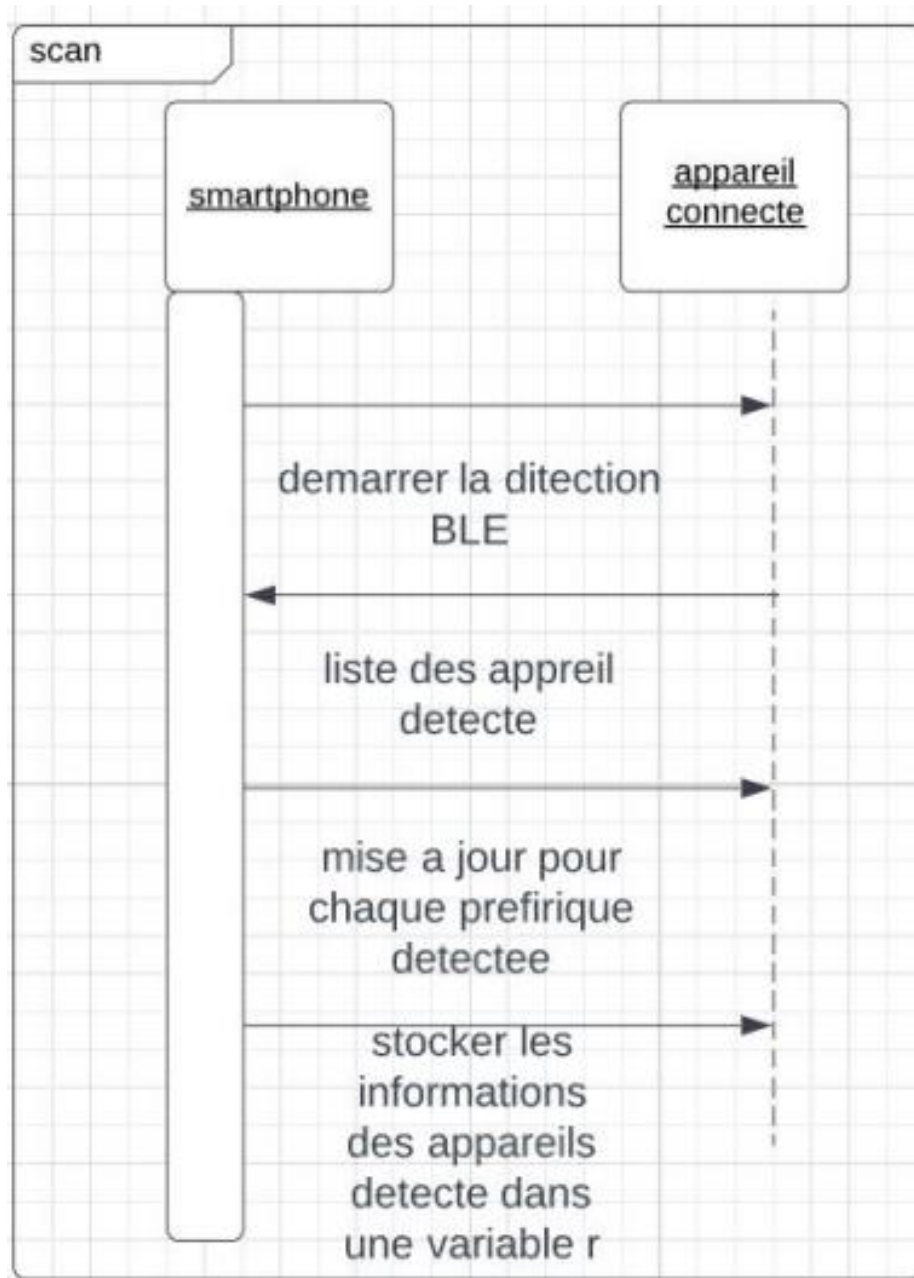 scan
smartphone
appareil
connecte
demarrer la ditection
BLE
liste des appreil
detecte
mise a jour pour
chaque prefirique
detectee
stocker les
informations
des appareils
detecte dans
une variable r